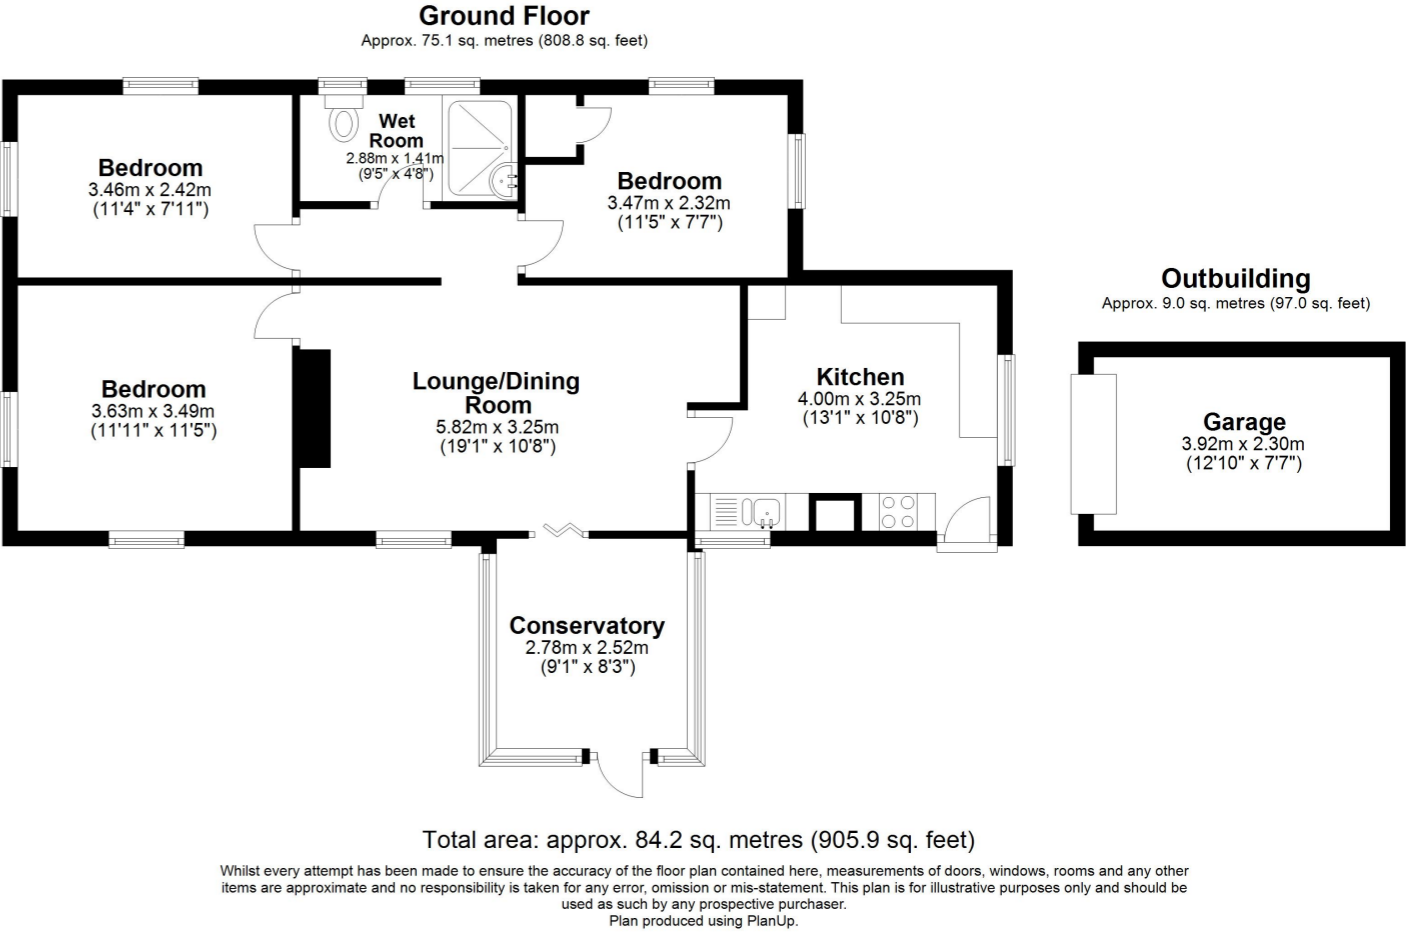 Ground Floor
Approx. 75.1 sq. metres (808.8 sq. feet)
Wet
Room
2.88m x 1.41m
(9'5" x 4'8")
Bedroom
3.46m x 2.42m
(11'4" x 7'11")
Bedroom
3.47m x 2.32m
(11'5" x 7'7")
Outbuilding
Approx. 9.0 sq. metres (97.0 sq. feet)
Bedroom
3.63m x 3.49m
(11'11" x 11'5")
Lounge/Dining
Room
5.82m x 3.25m
(19'1" x 10'8")
Kitchen
4.00m x 3.25m
(13'1" x 10'8")
Garage
3.92m x 2.30m
(12'10" x 7'7")
Conservatory
2.78m x 2.52m
(9'1" x 8'3")
Total area: approx. 84.2 sq. metres (905.9 sq. feet)
Whilst every attempt has been made to ensure the accuracy of the floor plan contained here, measurements of doors, windows, rooms and any other
items are approximate and no responsibility is taken for any error, omission or mis-statement. This plan is for illustrative purposes only and should be
used as such by any prospective purchaser.
Plan produced using PlanUp.